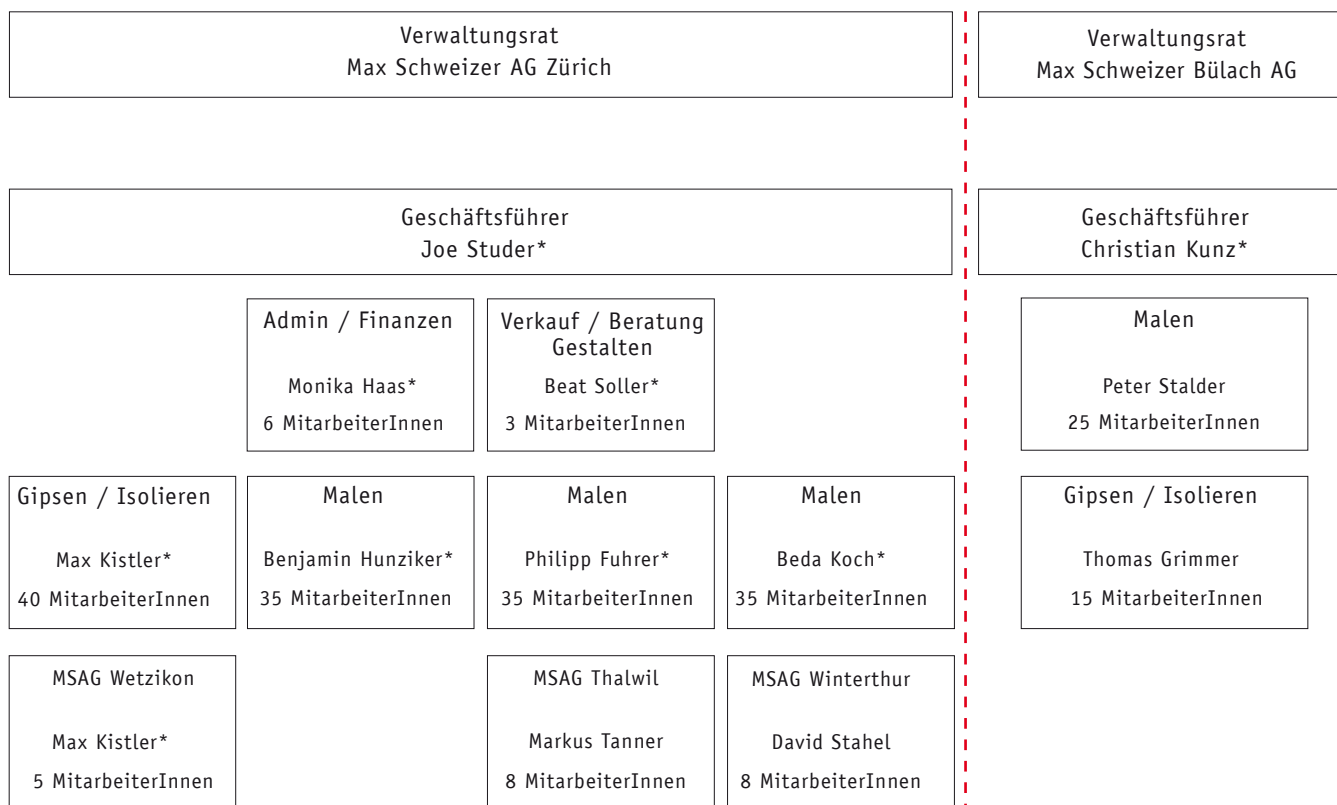 Verwaltungsrat
Max Schweizer AG Zürich
Verwaltungsrat
Max Schweizer Bülach AG
Geschäftsführer
Joe Studer*
Geschäftsführer
Christian Kunz*
Admin / Finanzen
Monika Haas*
6 MitarbeiterInnen
Verkauf / Beratung
Gestalten
Beat Soller*
3 MitarbeiterInnen
Malen
Peter Stalder
25 MitarbeiterInnen
Gipsen / Isolieren
Max Kistler*
40 MitarbeiterInnen
Malen
Benjamin Hunziker*
35 MitarbeiterInnen
Malen
Philipp Fuhrer*
35 MitarbeiterInnen
Malen
Beda Koch*
35 MitarbeiterInnen
Gipsen / Isolieren
Thomas Grimmer
15 MitarbeiterInnen
MSAG Wetzikon
Max Kistler*
5 MitarbeiterInnen
MSAG Thalwil
Markus Tanner
8 MitarbeiterInnen
MSAG Winterthur
David Stahel
8 MitarbeiterInnen